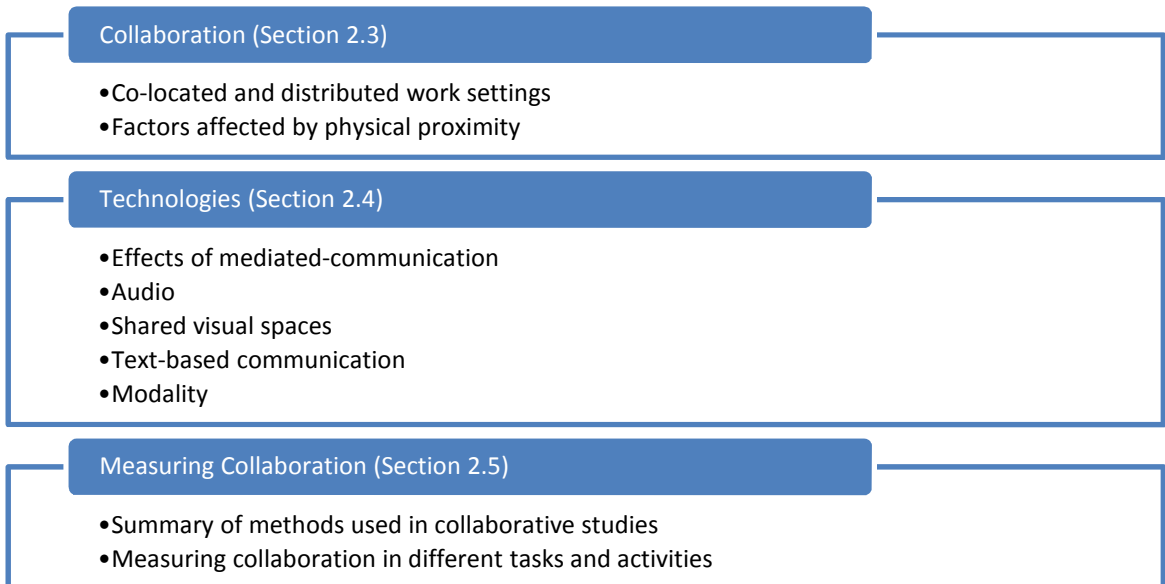 Collaboration (Section 2.3)
•Co-located and distributed work settings
•Factors affected by physical proximity
Technologies (Section 2.4)
•Effects of mediated-communication
•Audio
•Shared visual spaces
•Text-based communication
•Modality
Measuring Collaboration (Section 2.5)
•Summary of methods used in collaborative studies
•Measuring collaboration in different tasks and activities